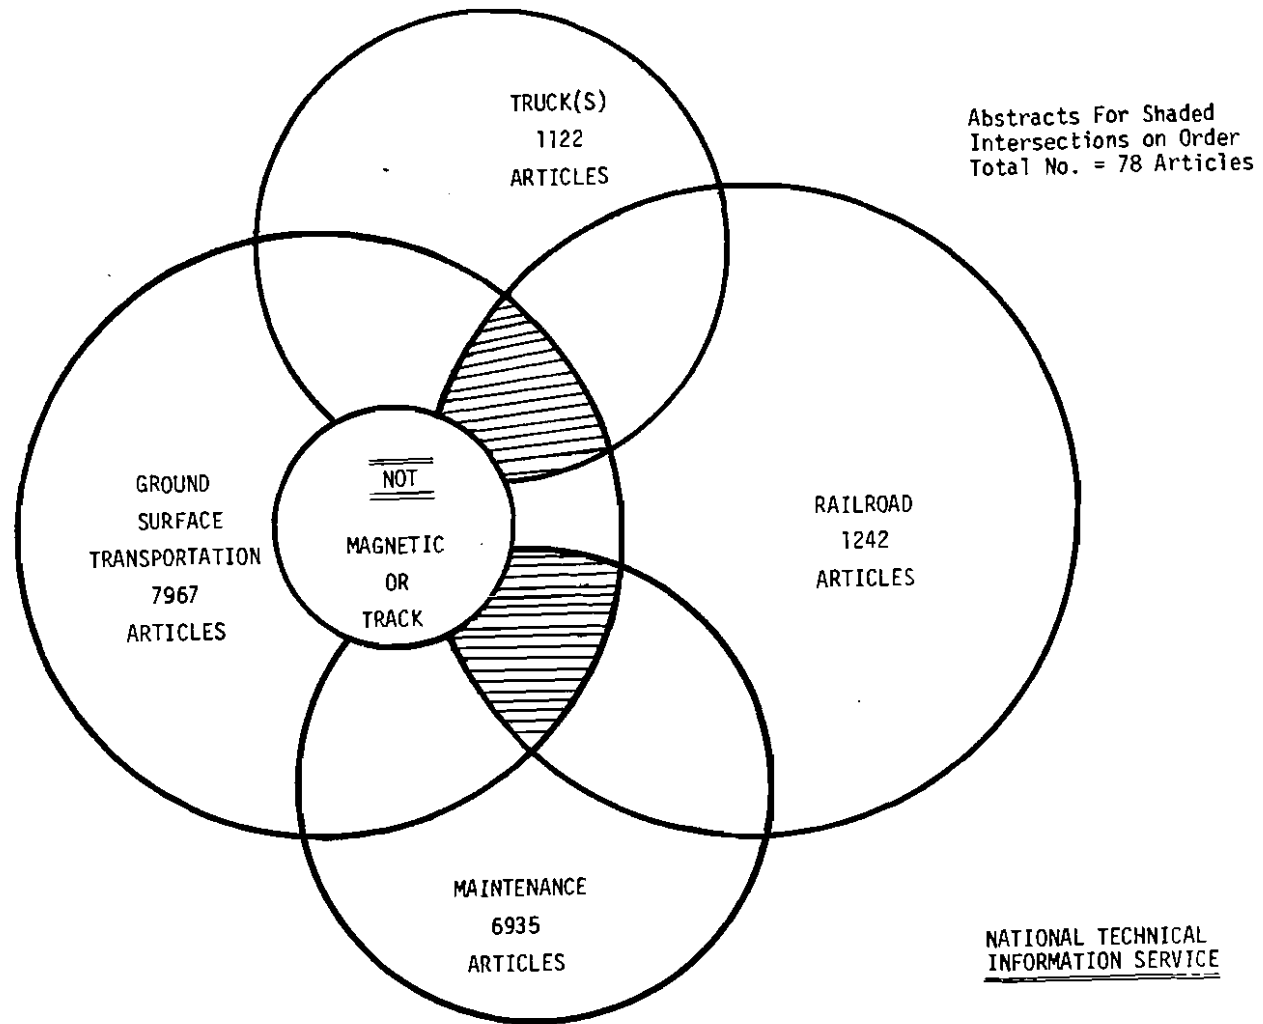 TRUCK(S)
1122
ARTICLES
Abstracts For Shaded
Intersections on Order
Total No. = 78 Articles
GROUND
SURFACE
TRANSPORTATION
7967
ARTICLES
NOT
MAGNETIC
OR
TRACK
RAILROAD
1242
ARTICLES
MAINTENANCE
6935
ARTICLES
NATIONAL TECHNICAL
INFORMATION SERVICE